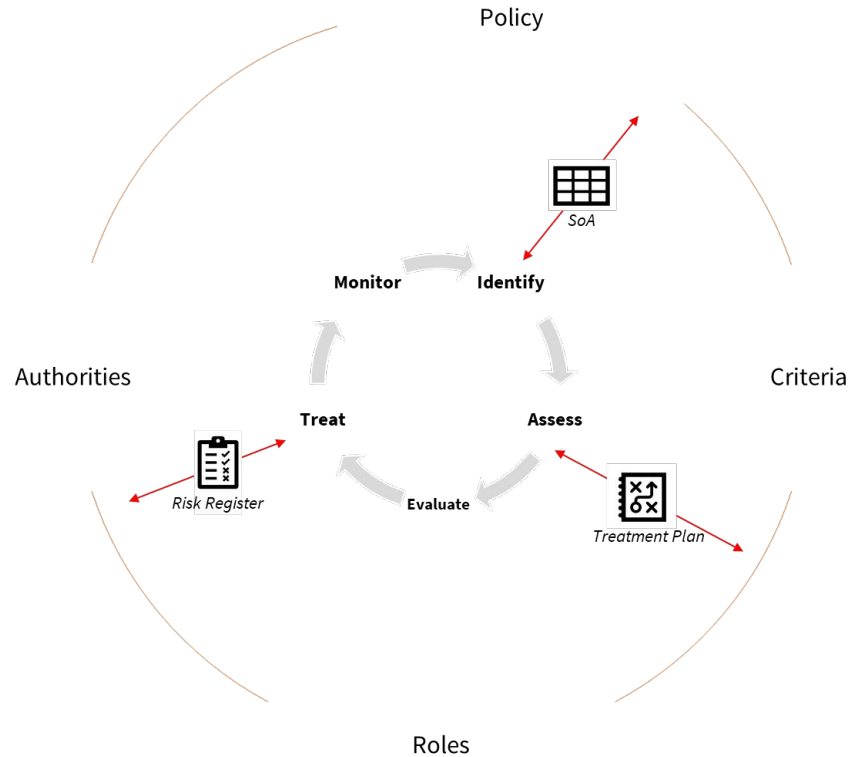 Policy
SoA
Monitor
Identify
Authorities
Criteria
Treat
Assess
Risk Register
Evaluate
Treatment Plan
Roles